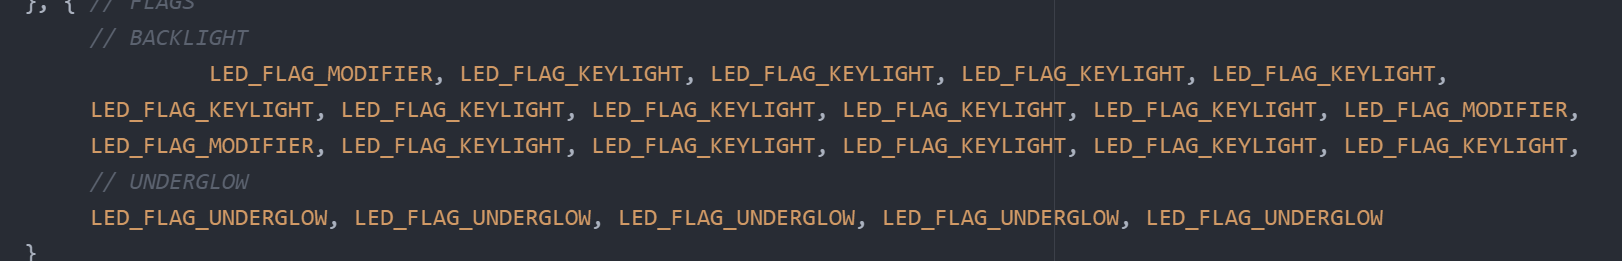 }, { // FLAGS
// BACKLIGHT
LED_FLAG_MODIFIER, LED_FLAG_KEYLIGHT, LED_FLAG_KEYLIGHT, LED_FLAG_KEYLIGHT, LED_FLAG_KEYLIGHT,
LED_FLAG_KEYLIGHT, LED_FLAG_KEYLIGHT, LED_FLAG_KEYLIGHT, LED_FLAG_KEYLIGHT, LED_FLAG_KEYLIGHT, LED_FLAG_MODIFIER,
LED_FLAG_MODIFIER, LED_FLAG_KEYLIGHT, LED_FLAG_KEYLIGHT, LED_FLAG_KEYLIGHT, LED_FLAG_KEYLIGHT, LED_FLAG_KEYLIGHT,
// UNDERGLOW
LED_FLAG_UNDERGLOW, LED_FLAG_UNDERGLOW, LED_FLAG_UNDERGLOW, LED_FLAG_UNDERGLOW, LED_FLAG_UNDERGLOW
}